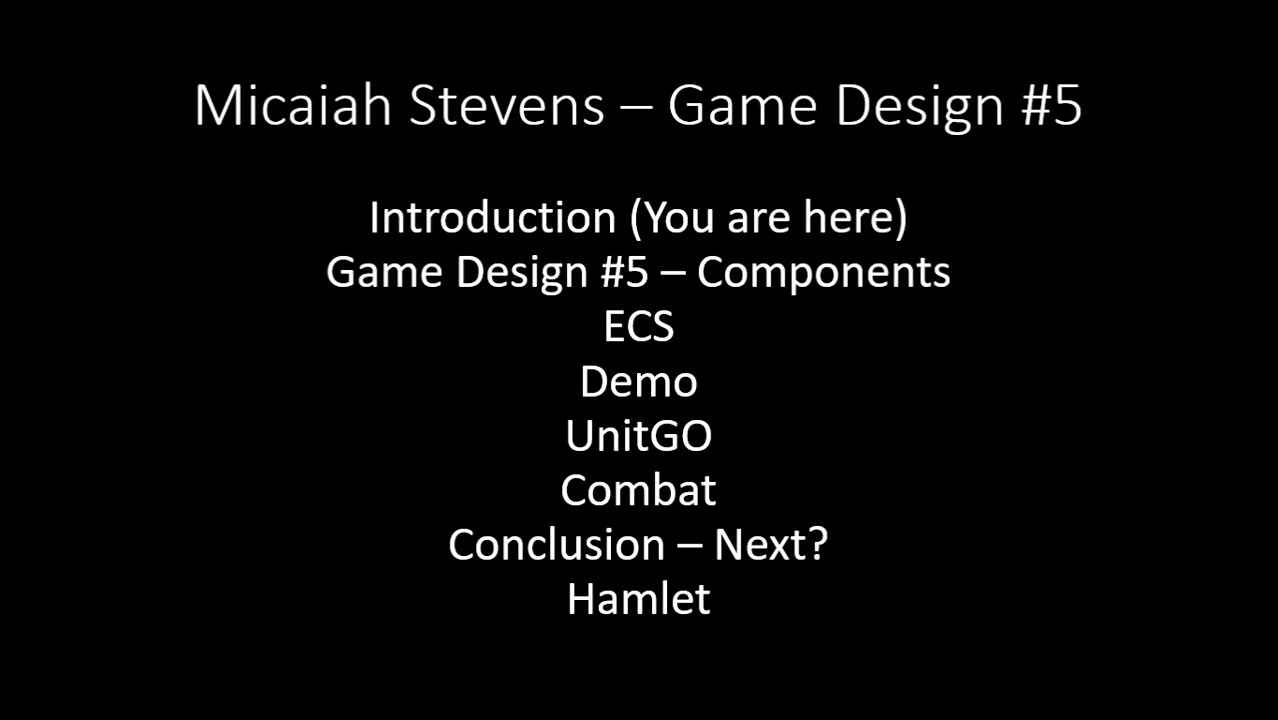 Micaiah Stevens – Game Design #5
Introduction (You are here)
Game Design #5 – Components
ECS
Demo
UnitGO
Combat
Conclusion – Next?
Hamlet